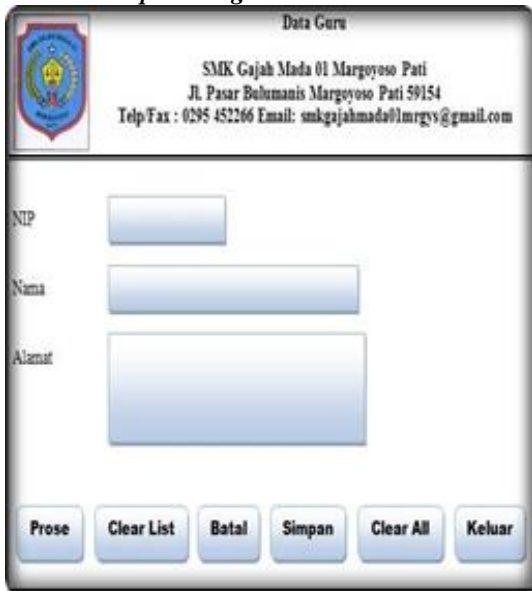 Data Guru
SMK Gajah Mada 01 Margoyoso Pati
Jl. Pasar Bulumanis Margoyoso Pati 59154
Telp/Fax : 0295 452266 Email: smkgajahmada01mrgys@gmail.com
NIP
Nama
Alamat
Prose
Clear List
Batal
Simpan
Clear All
Keluar